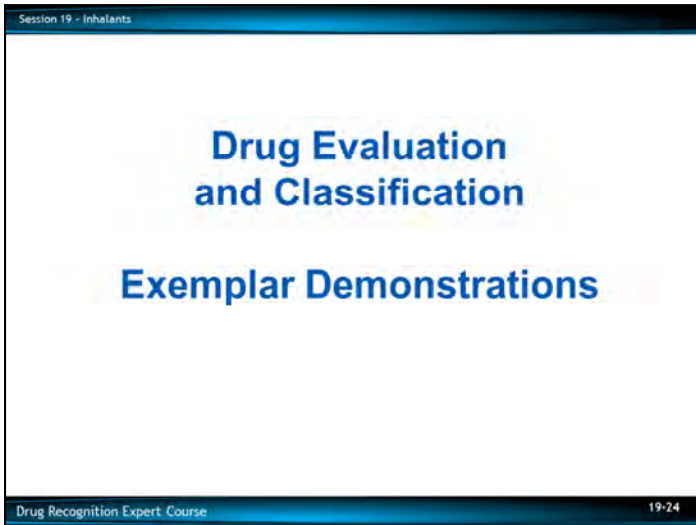 Session 19 - Inhalants
Drug Evaluation
and Classification
Exemplar Demonstrations
Drug Recognition Expert Course
19-24